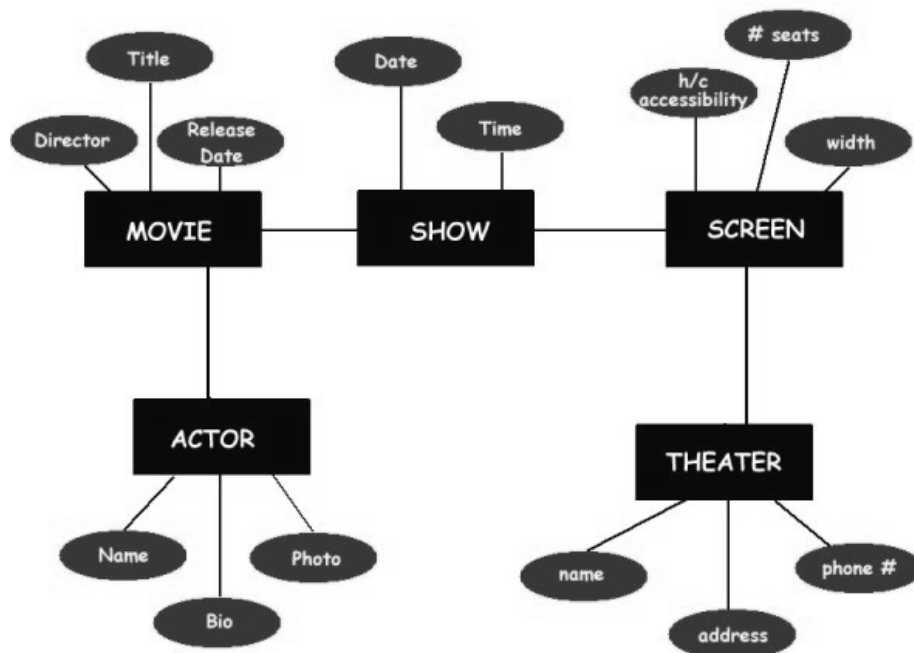 # seats
Title
Date
h/c
accessibility
Director
Release
Date
Time
width
MOVIE
SHOW
SCREEN
ACTOR
THEATER
Name
Photo
name
phone #
Bio
address